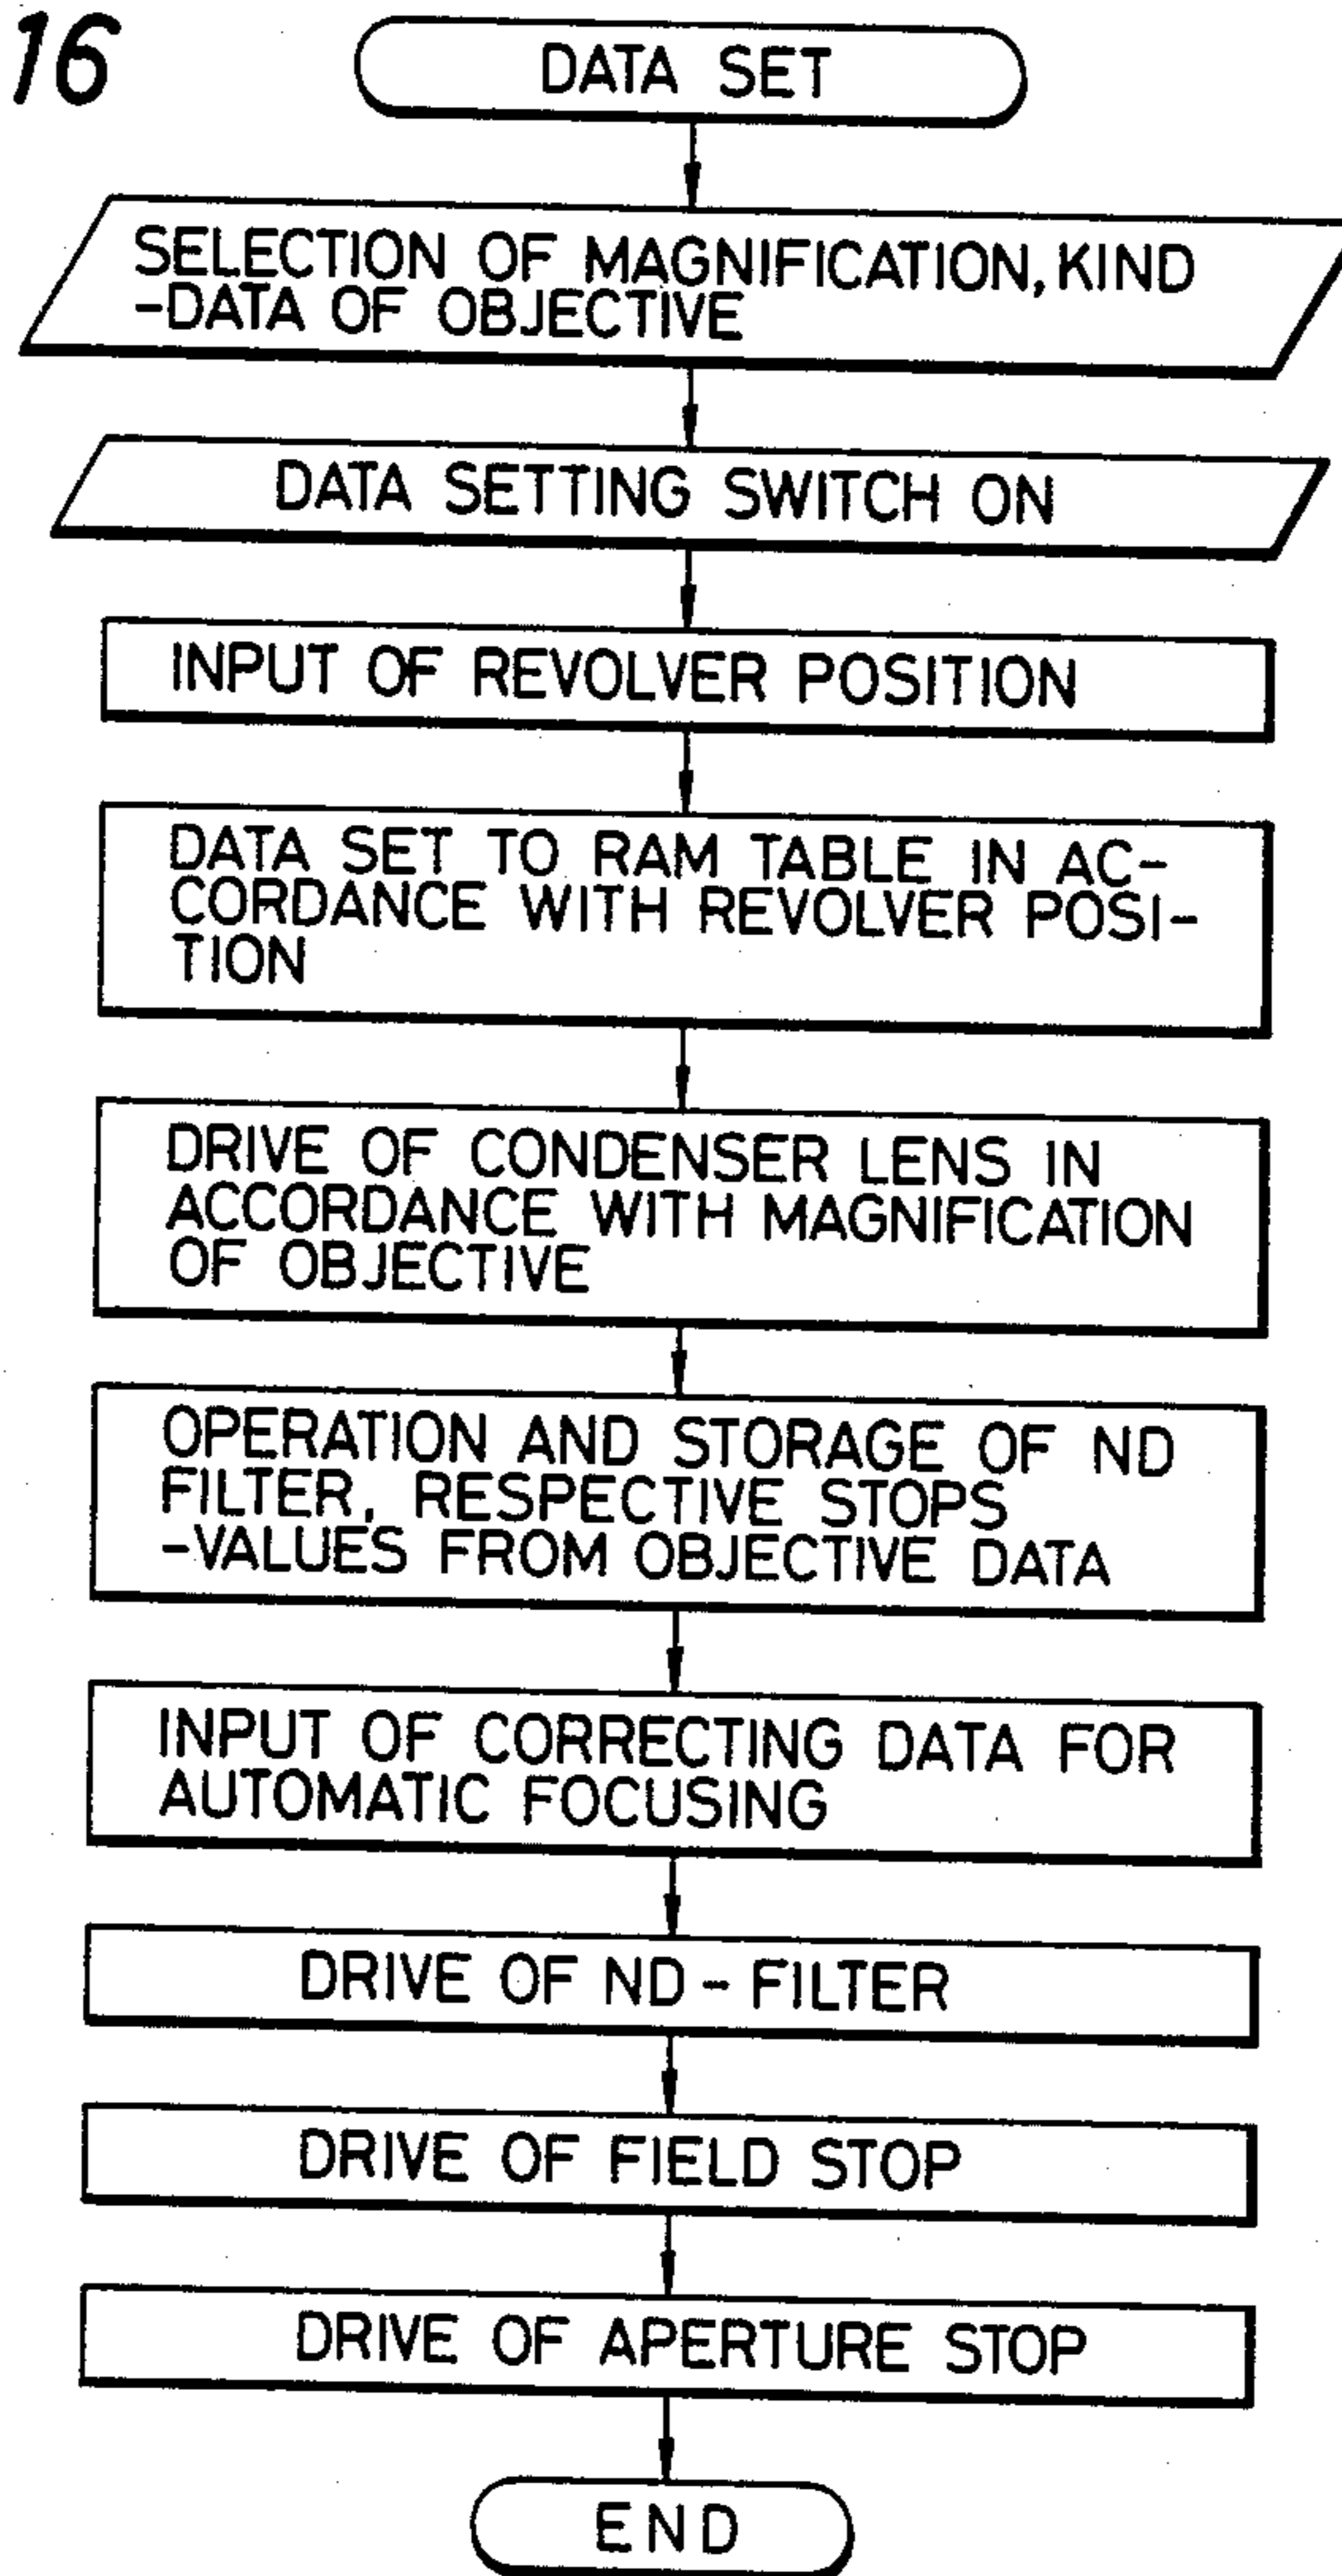 16
DATA SET
SELECTION OF MAGNIFICATION, KIND
-DATA OF OBJECTIVE
DATA SETTING SWITCH ON
INPUT OF REVOLVER POSITION
DATA SET TO RAM TABLE IN AC-
CORDANCE WITH REVOLVER POSI-
TION
DRIVE OF CONDENSER LENS IN
ACCORDANCE WITH MAGNIFICATION
OF OBJECTIVE
OPERATION AND STORAGE OF ND
FILTER, RESPECTIVE STOPS
-VALUES FROM OBJECTIVE DATA
INPUT OF CORRECTING DATA FOR
AUTOMATIC FOCUSING
DRIVE OF ND-FILTER
DRIVE OF FIELD STOP
DRIVE OF APERTURE STOP
END